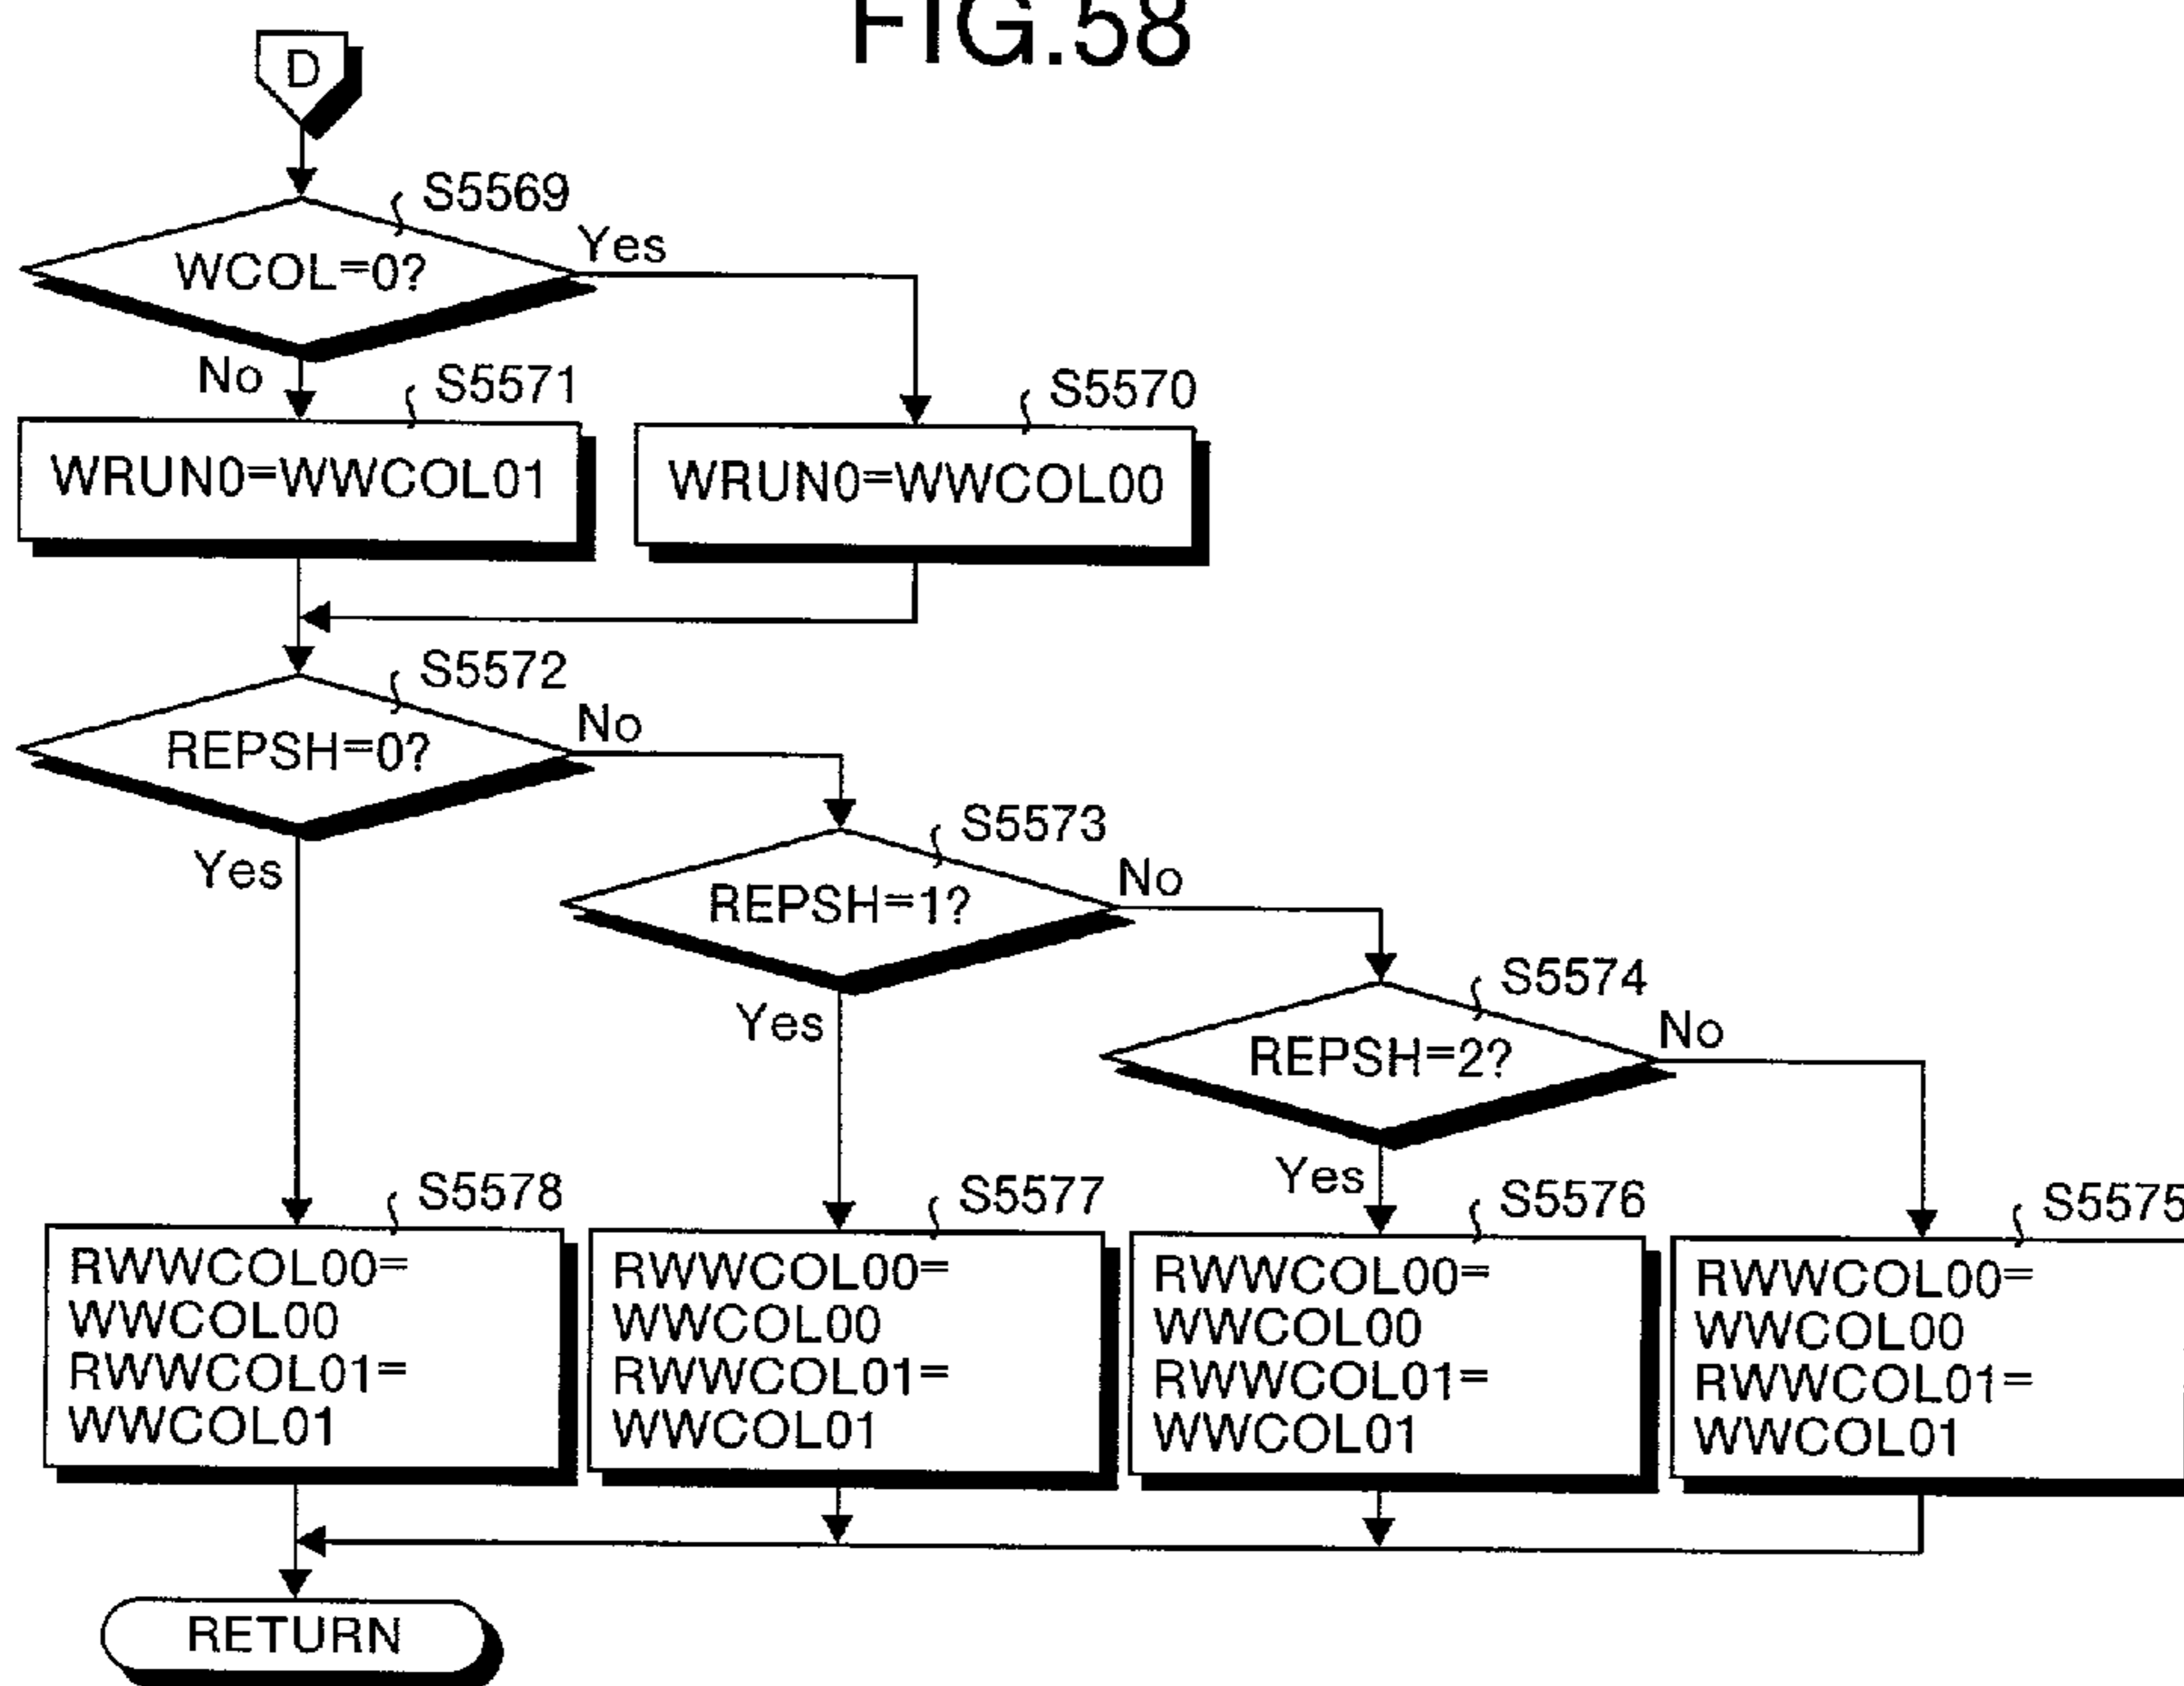 FIG.58
D
S5569
WCOL=0?
Yes
No
S5571
S5570
WRUN0=WWCOL01
WRUN0=WWCOL00
S5572
REPSH=0?
No
S5573
Yes
REPSH=1?
No
S5574
Yes
REPSH=2?
No
Yes
S5578
RWWCOL00=
WWCOL00
RWWCOL01=
WWCOL01
S5577
RWWCOL00=
WWCOL00
RWWCOL01=
WWCOL01
S5576
RWWCOL00=
WWCOL00
RWWCOL01=
WWCOL01
S5575
RWWCOL00=
WWCOL00
RWWCOL01=
WWCOL01
RETURN